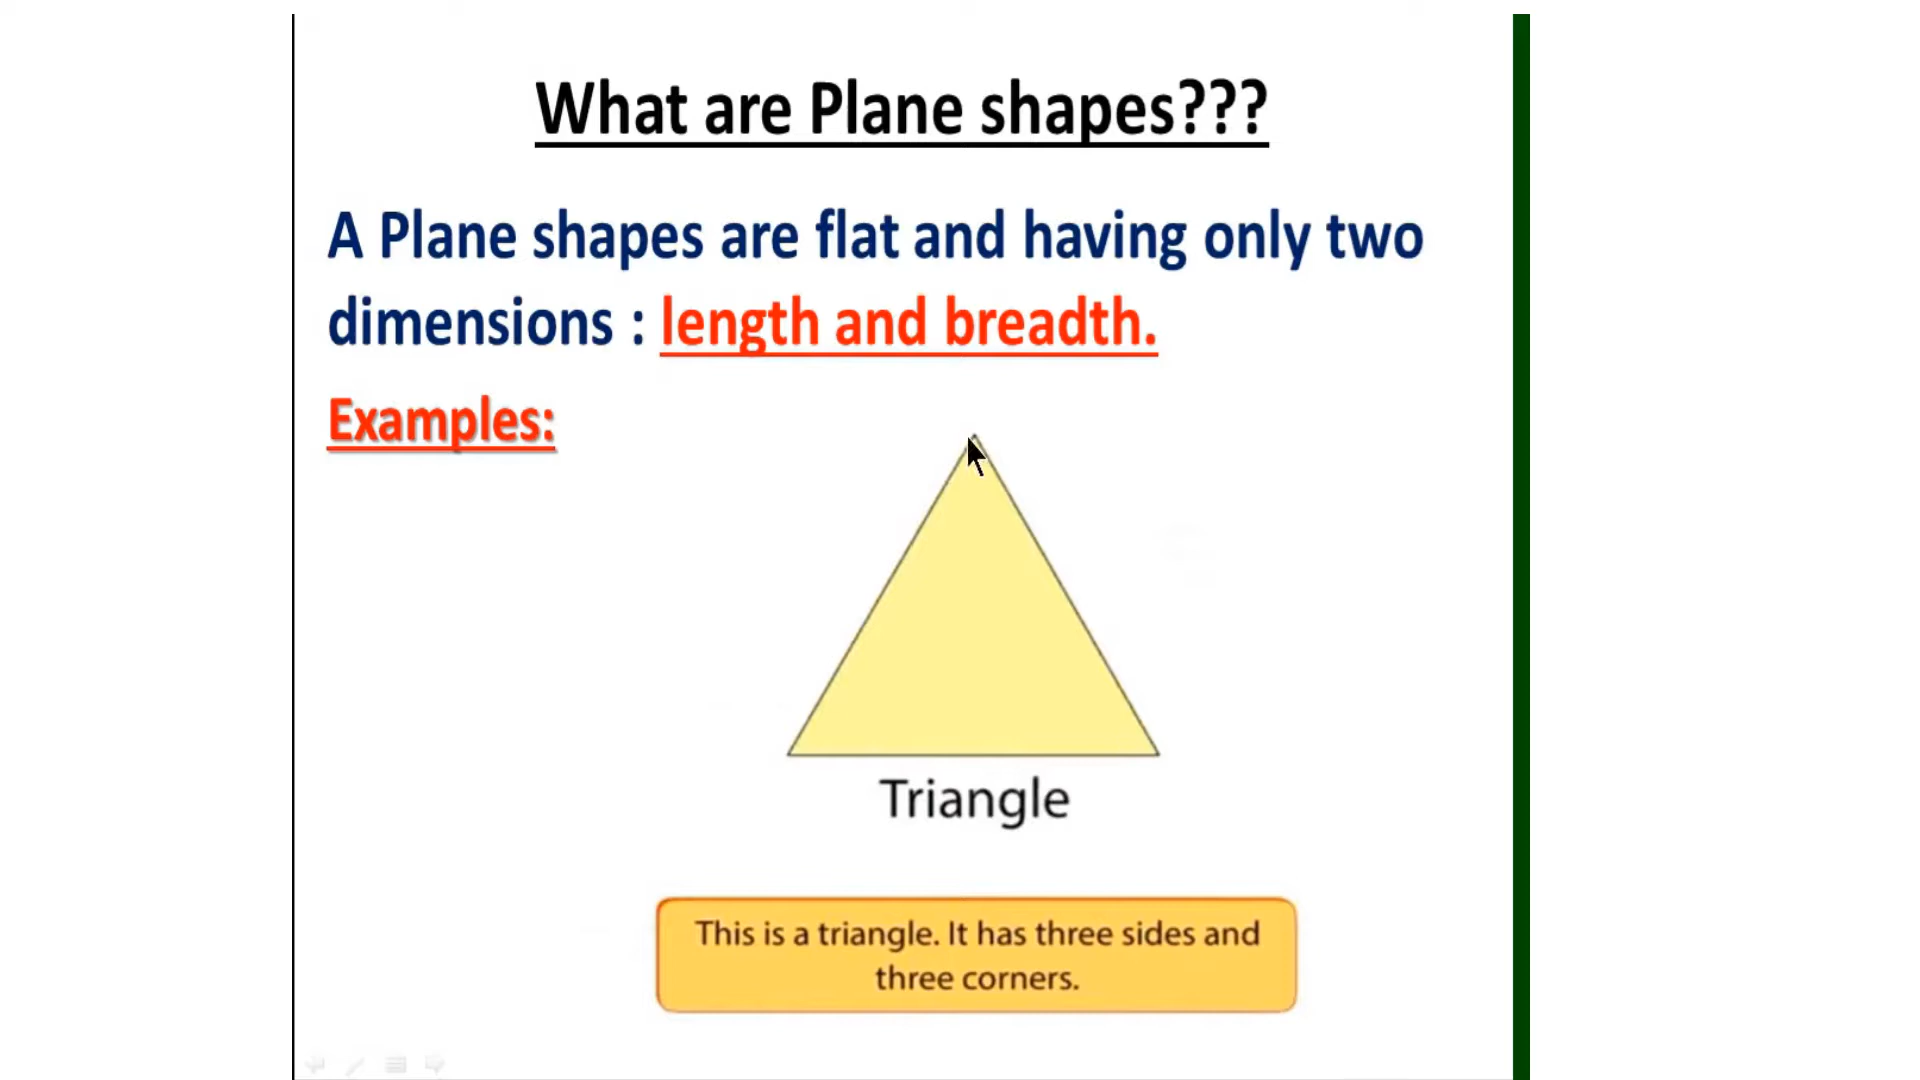 What are Plane shapes???
A Plane shapes are flat and having only two
dimensions : length and breadth.
Examples:
Triangle
This is a triangle. It has three sides and
three corners.